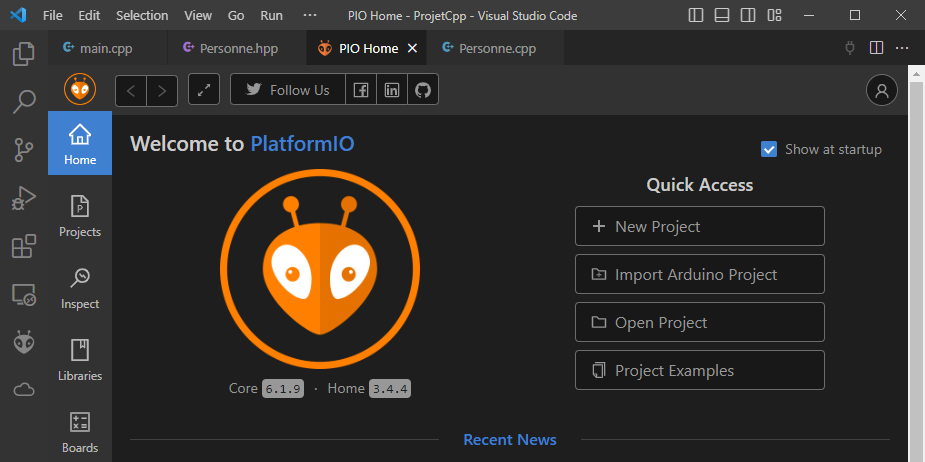 File Edit Selection View Go Run ··· PIO Home - ProjetCpp - Visual Studio Code
main.cpp Personne.hpp PIO Home Personne.cpp
Follow Us
Home
Projects
Inspect
Libraries
Boards
Welcome to PlatformIO
Show at startup
Quick Access
New Project
Import Arduino Project
Open Project
Project Examples
Core 6.1.9 · Home 3.4.4
Recent News